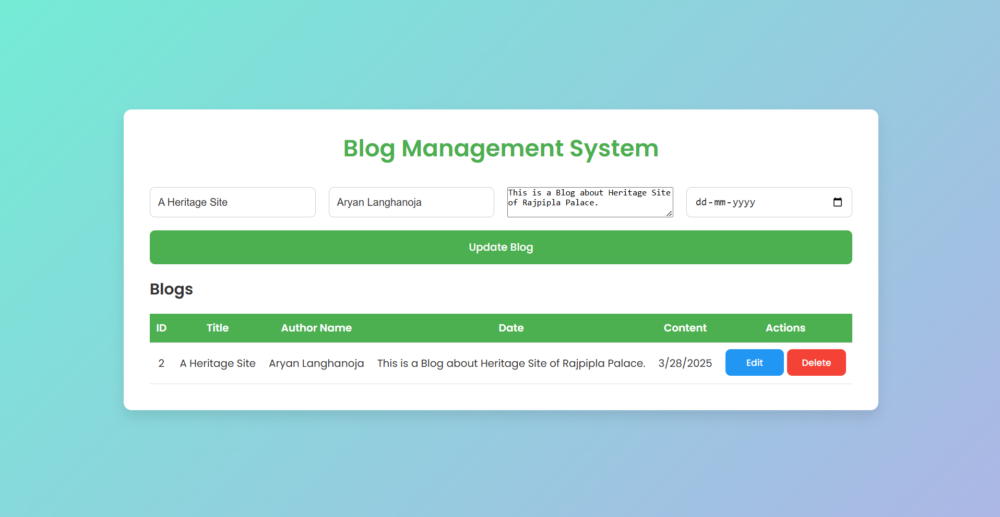 Blog Management System
A Heritage Site
Aryan Langhanoja
This is a Blog about Heritage Site
of Rajpipla Palace.
dd-mm-yyyy
Update Blog
Blogs
ID Title Author Name Date Content Actions
2 A Heritage Site Aryan Langhanoja This is a Blog about Heritage Site of Rajpipla Palace. 3/28/2025 Edit Delete